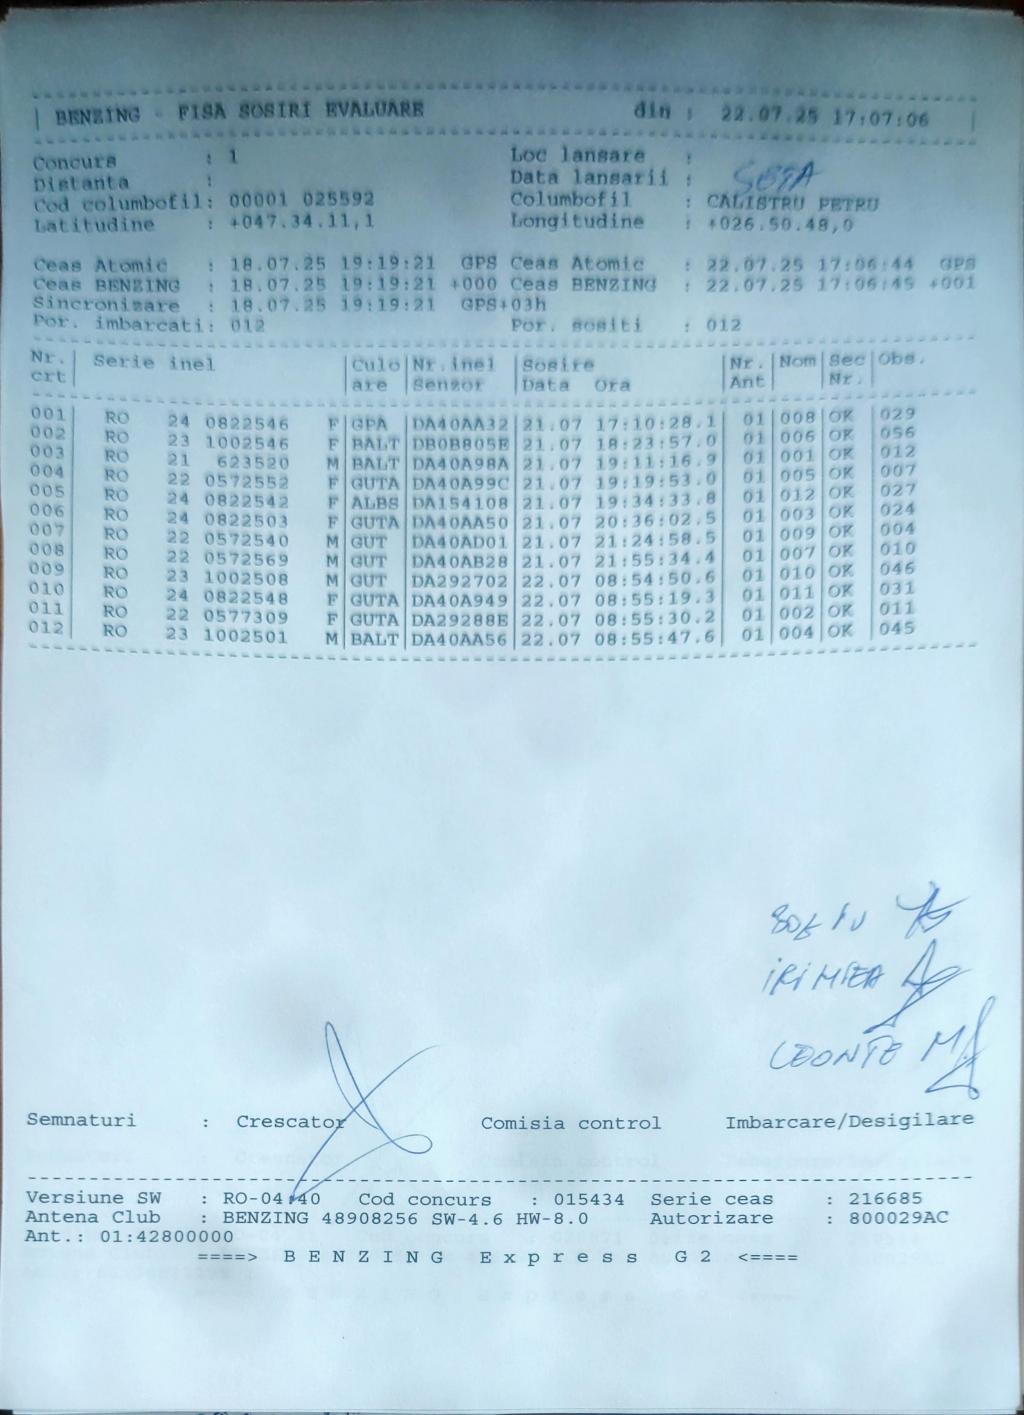 BENZING - FISA SOSIRI EVALUARE din : 22.07.25 17:07:06
Concurs : 1 Loc lansare :
Distanta : Data lansarii :
Cod columbofil: 00001 025592 Columbofil : CALISTRU PETRU
Latitudine : +047.34.11,1 Longitudine : +026.50.48,0
Ceas Atomic : 18.07.25 19:19:21 GPS Ceas Atomic : 22.07.25 17:06:44 GPS
Ceas BENZING : 18.07.25 19:19:21 +000 Ceas BENZING : 22.07.25 17:06:45 +001
Sincronizare : 18.07.25 19:19:21 GPS+03h
Por. imbarcati: 012 Por. sositi : 012
Nr. Serie inel Culo Nr.inel Sosire Nr. Nom Sec Obs.
crt are Senzor Data Ora Ant Nr.
001 RO 24 0822546 F GPA DA40AA32 21.07 17:10:28.1 01 008 OK 029
002 RO 23 1002546 F BALT DB0B805E 21.07 18:23:57.0 01 006 OK 056
003 RO 21 623520 M BALT DA40A98A 21.07 19:11:16.9 01 001 OK 012
004 RO 22 0572552 F GUTA DA40A99C 21.07 19:19:53.0 01 005 OK 007
005 RO 24 0822542 F ALBS DA154108 21.07 19:34:33.8 01 012 OK 027
006 RO 24 0822503 F GUTA DA40AA50 21.07 20:36:02.5 01 003 OK 024
007 RO 22 0572540 M GUT DA40AD01 21.07 21:24:58.5 01 009 OK 004
008 RO 22 0572569 M GUT DA40AB28 21.07 21:55:34.4 01 007 OK 010
009 RO 23 1002508 M GUT DA292702 22.07 08:54:50.6 01 010 OK 046
010 RO 24 0822548 F GUTA DA40A949 22.07 08:55:19.3 01 011 OK 031
011 RO 22 0577309 F GUTA DA29288E 22.07 08:55:30.2 01 002 OK 011
012 RO 23 1002501 M BALT DA40AA56 22.07 08:55:47.6 01 004 OK 045
IRIMIEA
LEONTE M
Semnaturi : Crescator Comisia control Imbarcare/Desigilare
Versiune SW : RO-04.40 Cod concurs : 015434 Serie ceas : 216685
Antena Club : BENZING 48908256 SW-4.6 HW-8.0 Autorizare : 800029AC
Ant.: 01:42800000
====> B E N Z I N G E x p r e s s G 2 <====